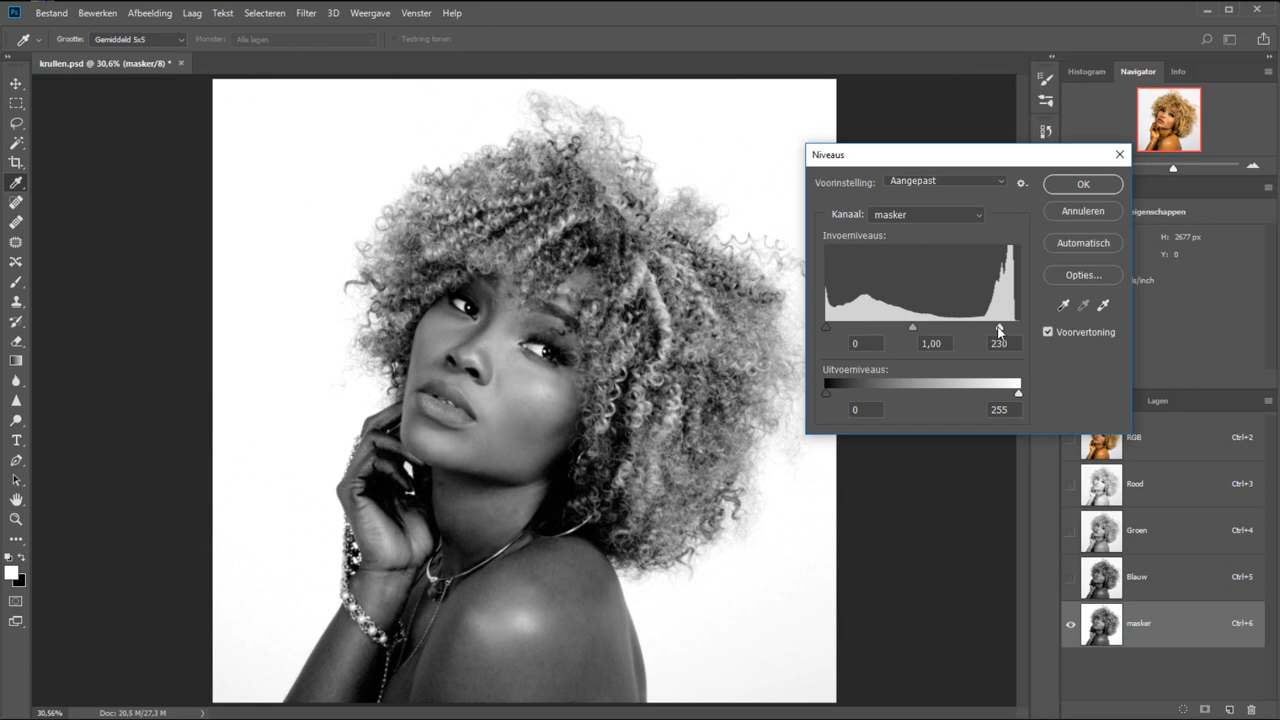 Ps Bestand Bewerken Afbeelding Laag Tekst Selecteren Filter 3D Weergave Venster Help
Grootte: Gemiddeld 5x5 Monster: Alle lagen Testring tonen
krullen.psd @ 30,6% (masker/8) * ×
Histogram Navigator Info
Niveaus
Voorinstelling: Aangepast
OK
Kanaal: masker
Annuleren
Invoerniveaus:
Automatisch
Opties...
Voorvertoning
0 1,00 230
Uitvoerniveaus:
0 255
eigenschappen
H: 2677 px
Y: 0
ls/inch
Lagen
RGB Ctrl+2
Rood Ctrl+3
Groen Ctrl+4
Blauw Ctrl+5
masker Ctrl+6
30,56% Doc: 20,5 M/27,3 M